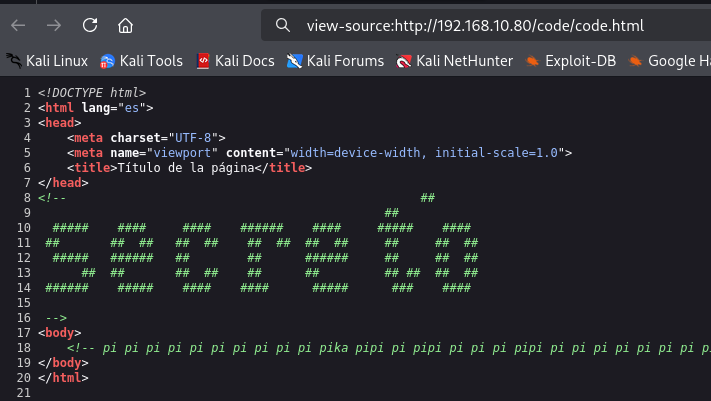 view-source:http://192.168.10.80/code/code.html
Kali Linux Kali Tools Kali Docs Kali Forums Kali NetHunter Exploit-DB Google Ha
1 <!DOCTYPE html>
2 <html lang="es">
3 <head>
4     <meta charset="UTF-8">
5     <meta name="viewport" content="width=device-width, initial-scale=1.0">
6     <title>Título de la página</title>
7 </head>
8 <!--                                                 ##
9                                                 ##
10   #####    ####     ####    ######    ####     #####    ####
11  ##       ##  ##   ##  ##    ##  ##  ##  ##     ##     ##  ##
12   #####   ######   ##        ##      ######     ##     ##  ##
13       ##  ##       ##  ##    ##      ##         ## ##  ##  ##
14  ######    #####    ####    ####      #####      ###    ####
15
16  -->
17 <body>
18     <!-- pi pi pi pi pi pi pi pi pi pi pika pipi pi pipi pi pi pi pipi pi pi pi pi pi pi pi p
19 </body>
20 </html>
21